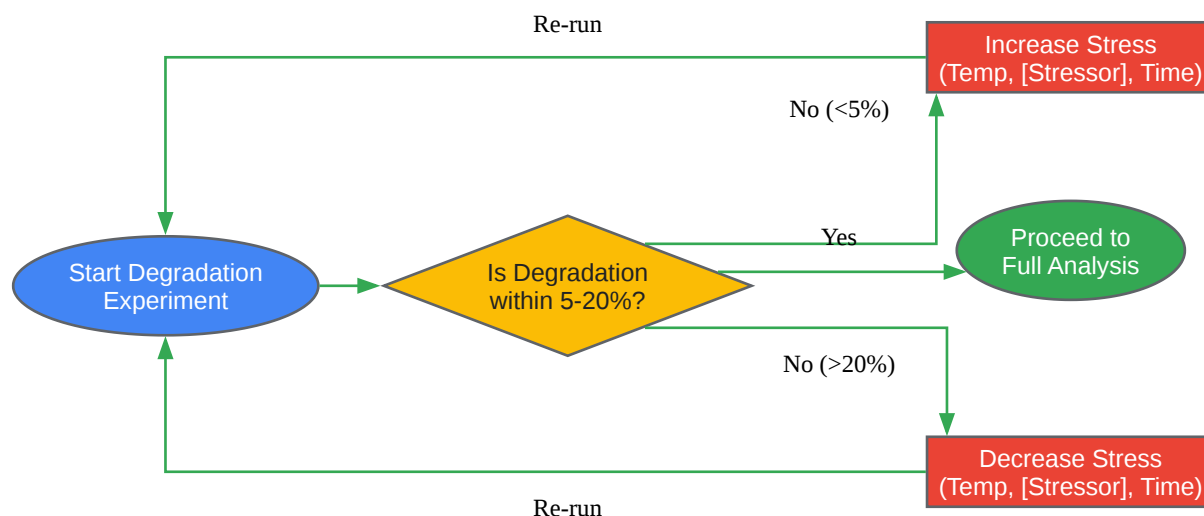 Re-run
Increase Stress
(Temp, [Stressor], Time)
No (<5%)
Yes
Proceed to
Full Analysis
Start Degradation
Experiment
Is Degradation
within 5-20%?
No (>20%)
Decrease Stress
(Temp, [Stressor], Time)
Re-run